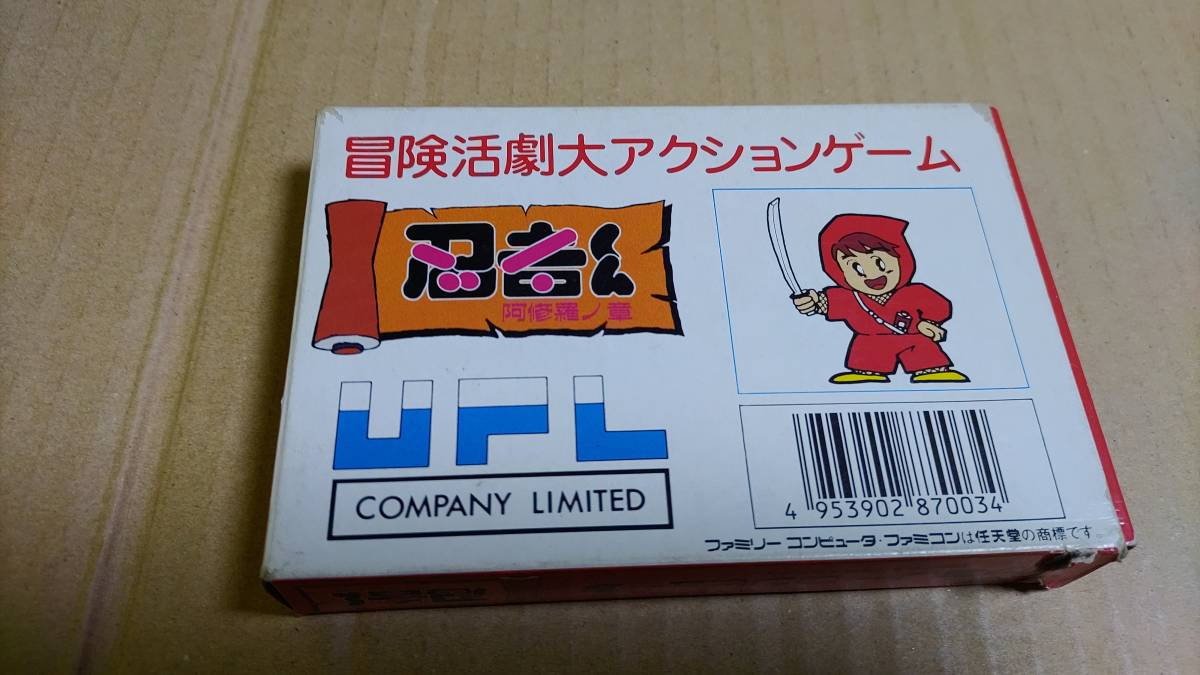 冒険活劇大アクションゲーム
忍者くん
阿修羅ノ章
UPL
COMPANY LIMITED
4 953902 870034
ファミリー コンピュータ・ファミコンは任天堂の商標です。